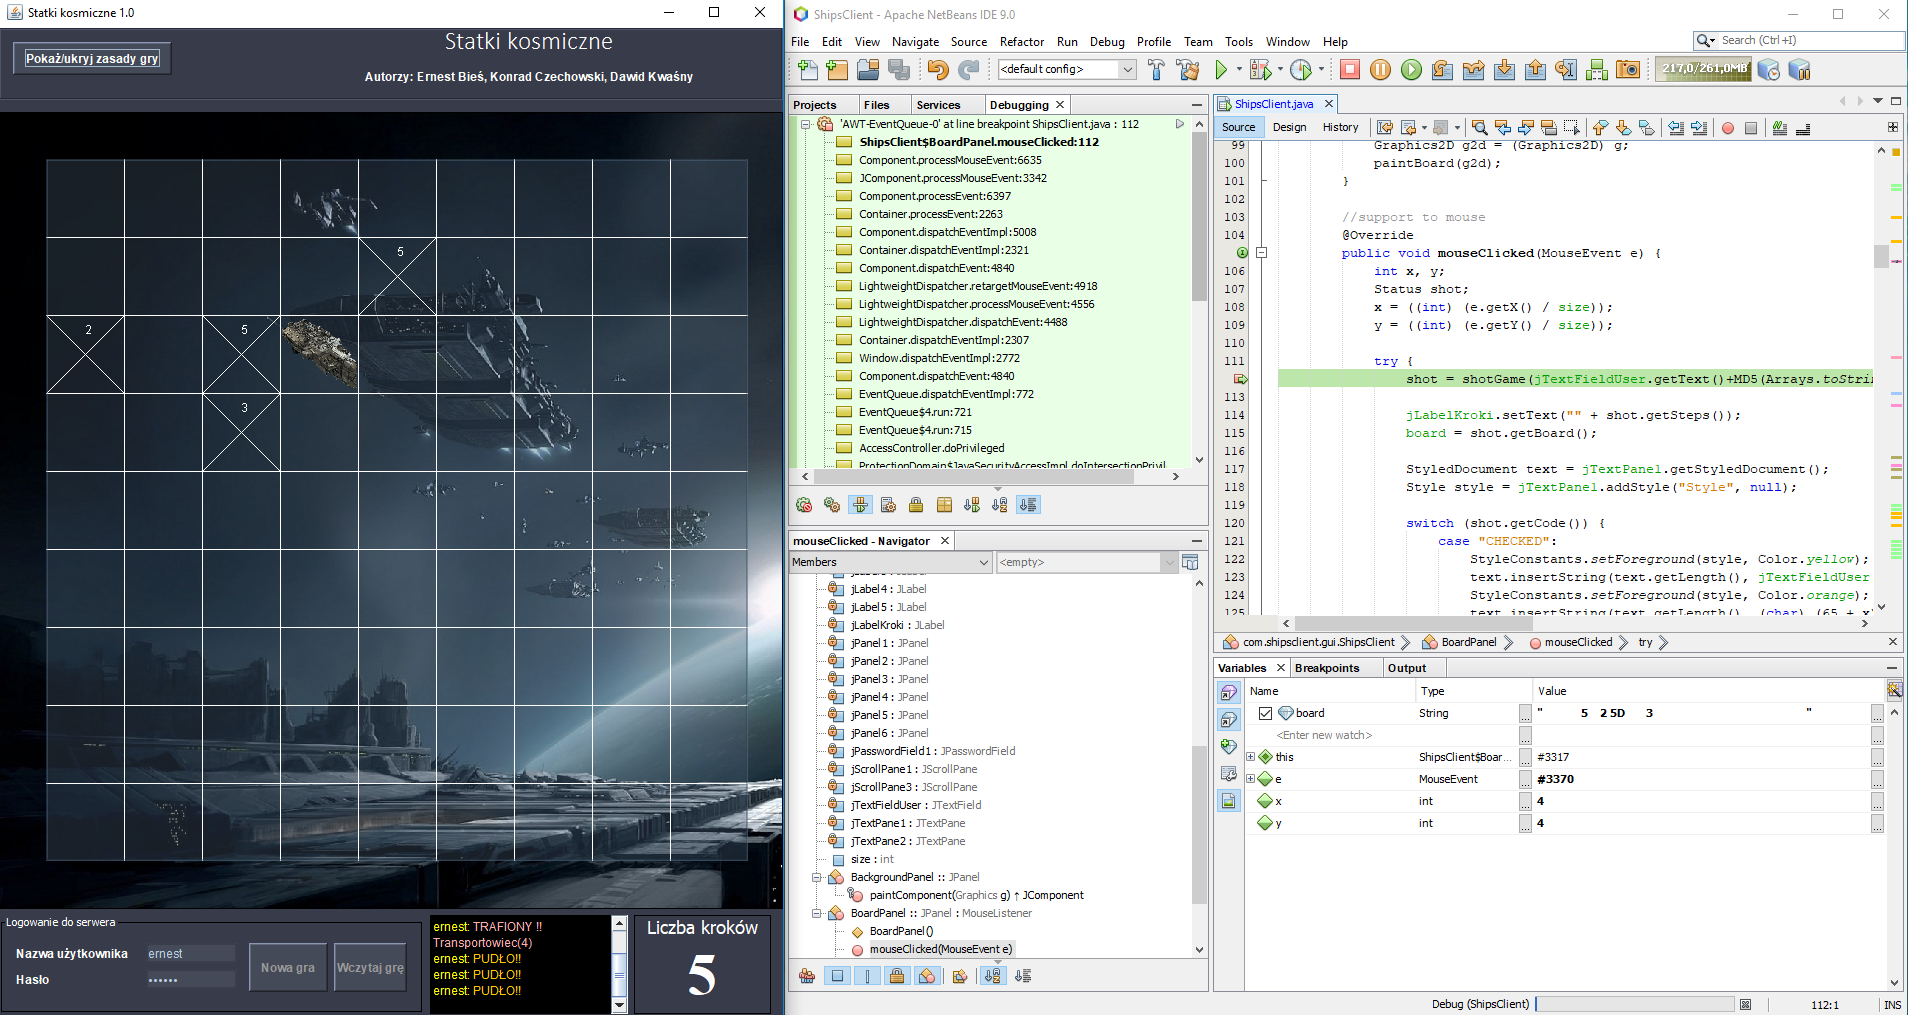 Statki kosmiczne 1.0
Pokaż/ukryj zasady gry
Statki kosmiczne
Autorzy: Ernest Bieś, Konrad Czechowski, Dawid Kwaśny
5
2
5
3
Logowanie do serwera
Nazwa użytkownika
ernest
Hasło
••••••
Nowa gra
Wczytaj grę
ernest: TRAFIONY !!
Transportowiec(4)
ernest: PUDŁO!!
ernest: PUDŁO!!
ernest: PUDŁO!!
Liczba kroków
5
ShipsClient - Apache NetBeans IDE 9.0
File Edit View Navigate Source Refactor Run Debug Profile Team Tools Window Help
Search (Ctrl+I)
<default config>
217,0/261,0MB
Projects Files Services Debugging
'AWT-EventQueue-0' at line breakpoint ShipsClient.java : 112
ShipsClient$BoardPanel.mouseClicked:112
Component.processMouseEvent:6635
JComponent.processMouseEvent:3342
Component.processEvent:6397
Container.processEvent:2263
Component.dispatchEventImpl:5008
Container.dispatchEventImpl:2321
Component.dispatchEvent:4840
LightweightDispatcher.retargetMouseEvent:4918
LightweightDispatcher.processMouseEvent:4556
LightweightDispatcher.dispatchEvent:4488
Container.dispatchEventImpl:2307
Window.dispatchEventImpl:2772
Component.dispatchEvent:4840
EventQueue.dispatchEventImpl:772
EventQueue$4.run:721
EventQueue$4.run:715
AccessController.doPrivileged
ProtectionDomain$JavaSecurityAccessImpl.doIntersectionPrivil
mouseClicked - Navigator
Members
<empty>
jLabel4 : JLabel
jLabel5 : JLabel
jLabelKroki : JLabel
jPanel1 : JPanel
jPanel2 : JPanel
jPanel3 : JPanel
jPanel4 : JPanel
jPanel5 : JPanel
jPanel6 : JPanel
jPasswordField1 : JPasswordField
jScrollPane1 : JScrollPane
jScrollPane3 : JScrollPane
jTextFieldUser : JTextField
jTextPane1 : JTextPane
jTextPane2 : JTextPane
size : int
BackgroundPanel :: JPanel
paintComponent(Graphics g) ↑ JComponent
BoardPanel :: JPanel : MouseListener
BoardPanel()
mouseClicked(MouseEvent e)
ShipsClient.java
Source Design History
99 Graphics2D g2d = (Graphics2D) g;
100 paintBoard(g2d);
101 }
102
103 //support to mouse
104 @Override
public void mouseClicked(MouseEvent e) {
106 int x, y;
107 Status shot;
108 x = ((int) (e.getX() / size));
109 y = ((int) (e.getY() / size));
110
111 try {
shot = shotGame(jTextFieldUser.getText()+MD5(Arrays.toStrin
113
114 jLabelKroki.setText("" + shot.getSteps());
115 board = shot.getBoard();
116
117 StyledDocument text = jTextPanel.getStyledDocument();
118 Style style = jTextPanel.addStyle("Style", null);
119
120 switch (shot.getCode()) {
121 case "CHECKED":
122 StyleConstants.setForeground(style, Color.yellow);
123 text.insertString(text.getLength(), jTextFieldUser
124 StyleConstants.setForeground(style, Color.orange);
125 text.insertString(text.getLength(), (char) (65 + x)
com.shipsclient.gui.ShipsClient BoardPanel mouseClicked try
Variables Breakpoints Output
Name Type Value
board String ... " 5 2 5D 3 " ...
<Enter new watch> ... ...
this ShipsClient$Boar... #3317 ...
e MouseEvent ... #3370 ...
x int ... 4 ...
y int ... 4 ...
Debug (ShipsClient)
112:1
INS